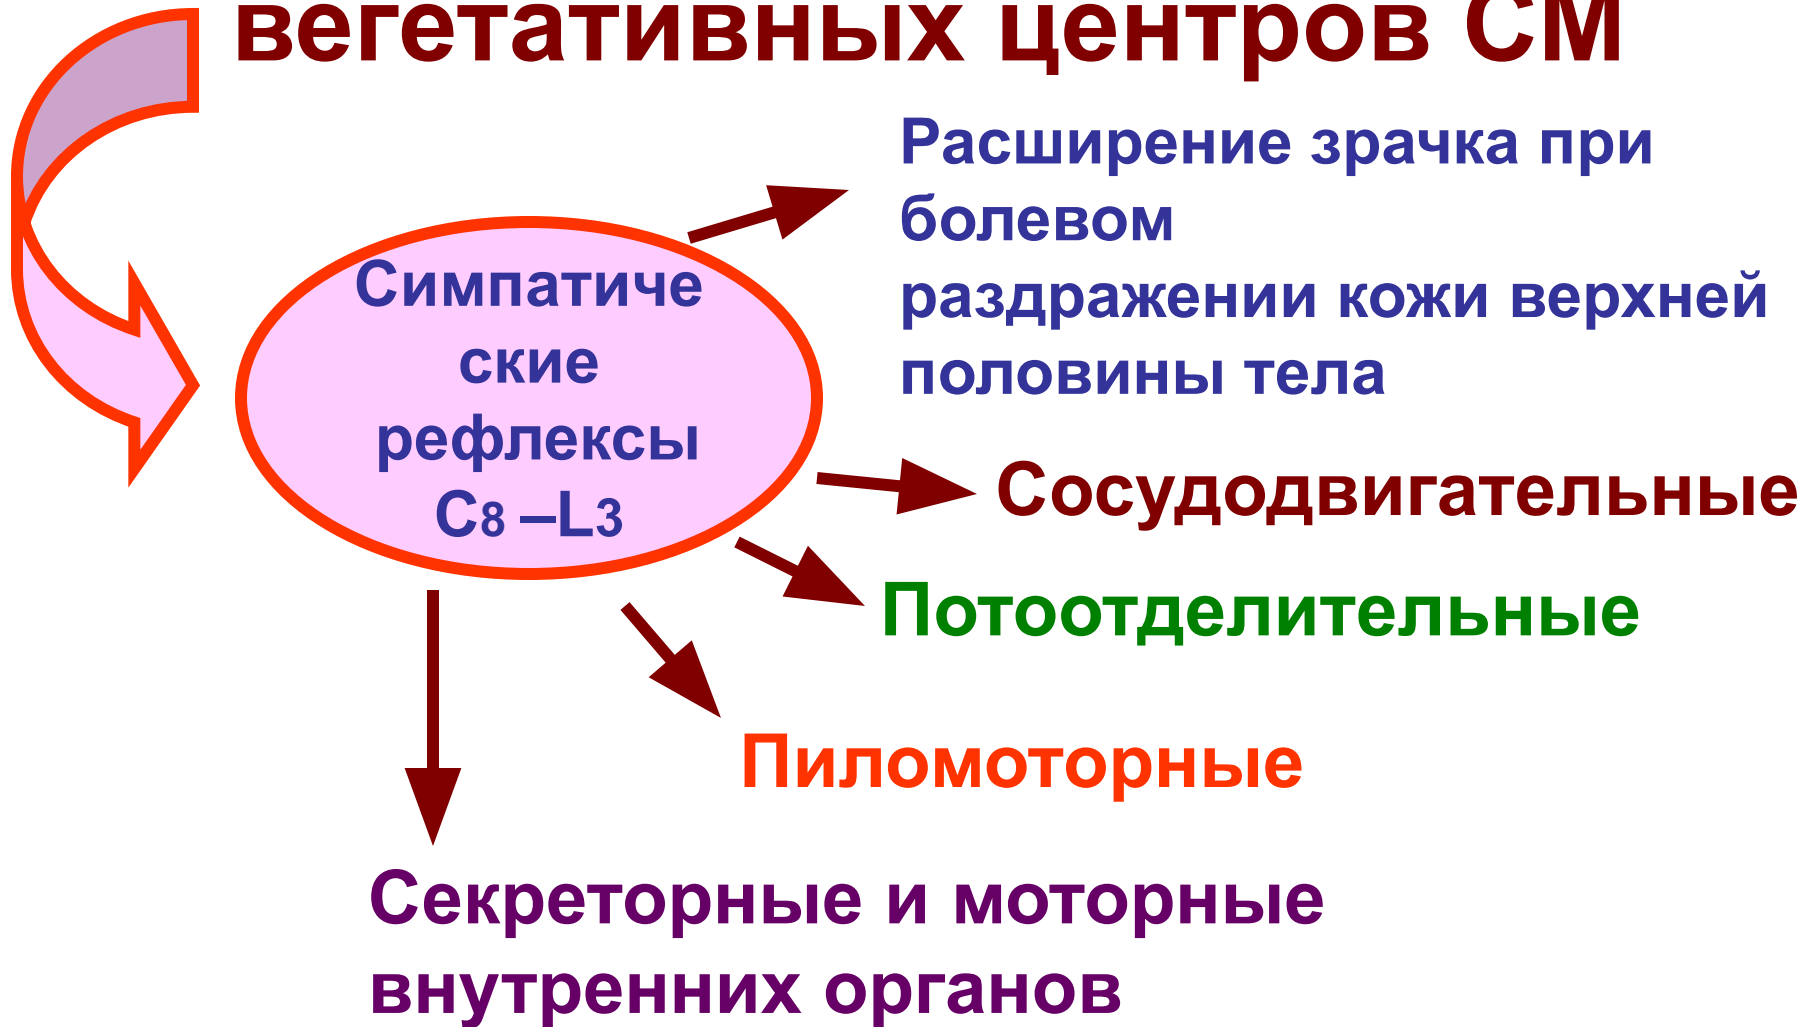 вегетативных центров СМ
Расширение зрачка при
болевом
раздражении кожи верхней
половины тела
Симпатиче
ские
рефлексы
С8 –L3
Сосудодвигательные
Потоотделительные
Пиломоторные
Секреторные и моторные
внутренних органов